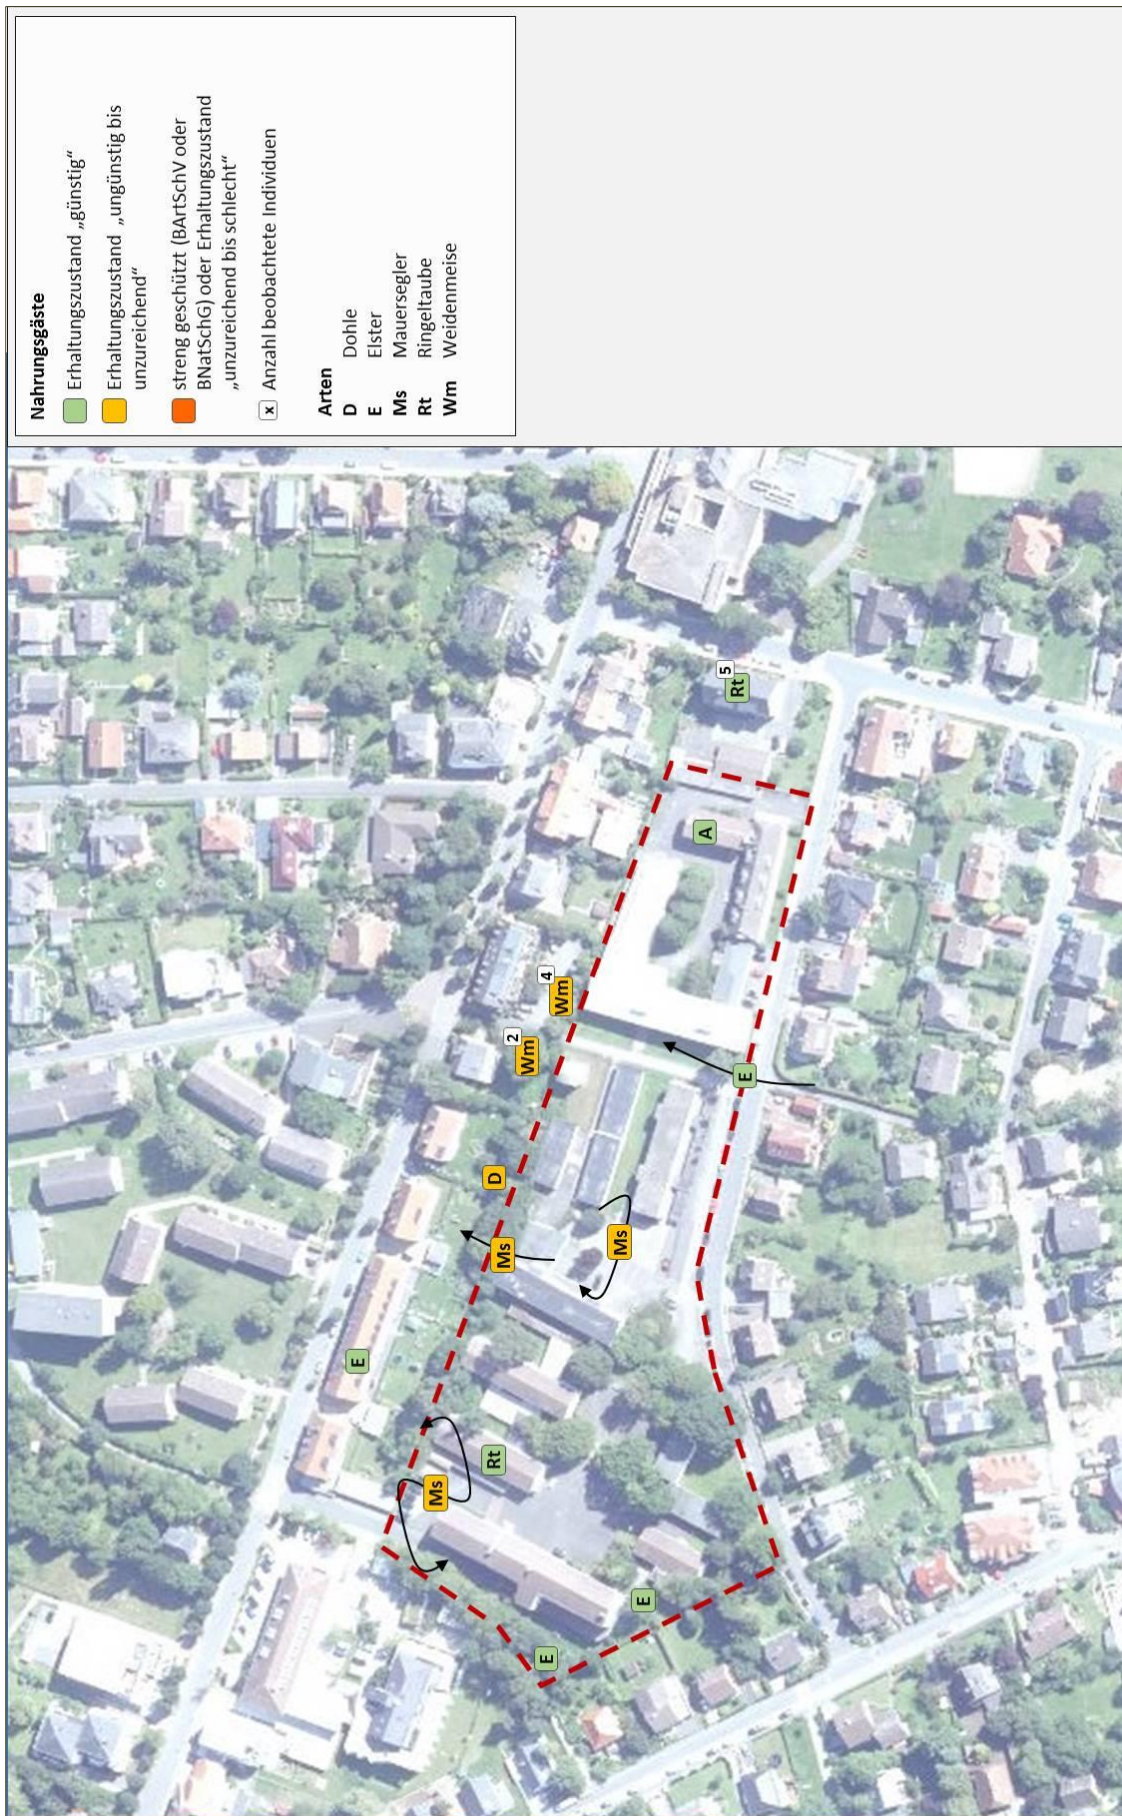 Nahrungsgäste
Erhaltungszustand „günstig“
Erhaltungszustand „ungünstig bis
unzureichend“
streng geschützt (BArtSchV oder
BNatSchG) oder Erhaltungszustand
„unzureichend bis schlecht“
x Anzahl beobachtete Individuen
Arten
D Dohle
E Elster
Ms Mauersegler
Rt Ringeltaube
Wm Weidenmeise
E
Ms
Rt
E
E
Ms
D
Ms
Wm
2
Wm
4
E
A
Rt
5